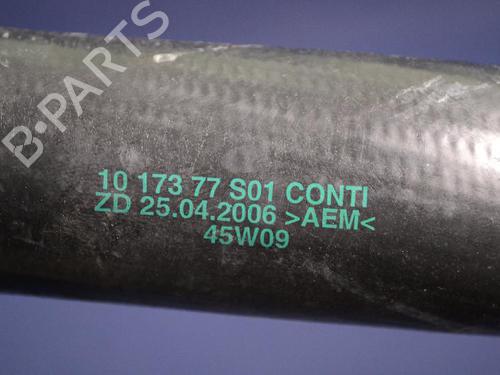 B-PARTS
10 173 77 S01 CONTI
ZD 25.04.2006 >AEM<
45W09